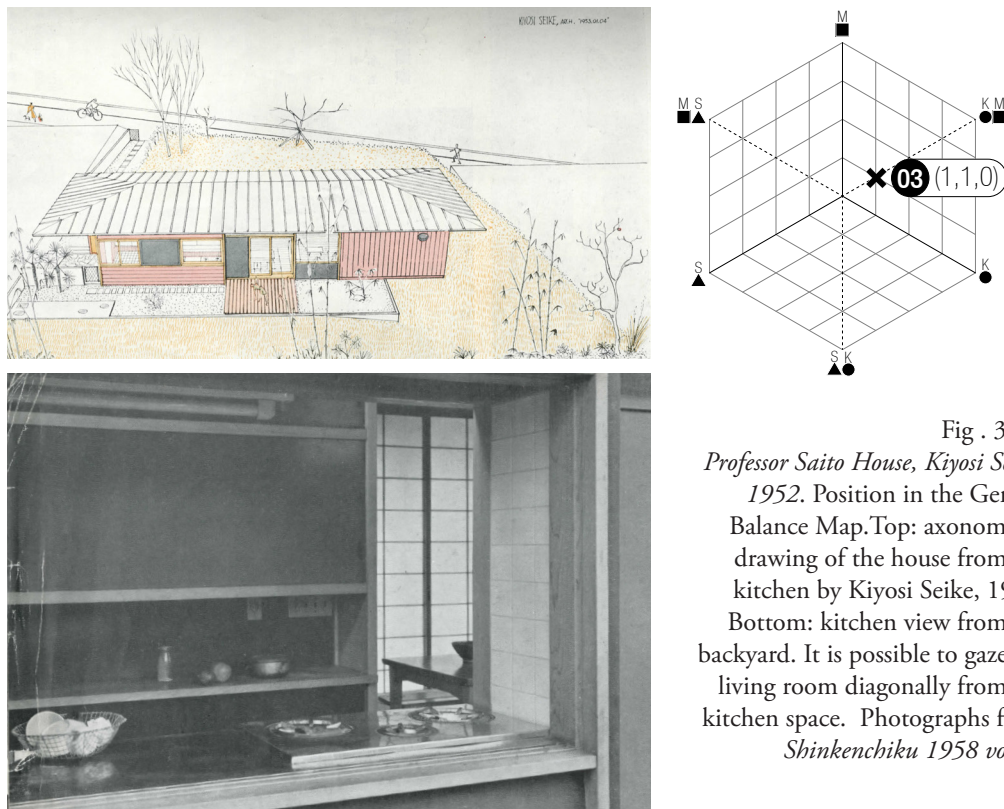 KIYOSI SEIKE, ARCH.
M
M S
K M
03 (1,1,0)
S
K
S K
Fig . 3
Professor Saito House, Kiyosi Se
1952. Position in the Gen
Balance Map.Top: axonom
drawing of the house from
kitchen by Kiyosi Seike, 19
Bottom: kitchen view from
backyard. It is possible to gaze
living room diagonally from
kitchen space. Photographs f
Shinkenchiku 1958 vo